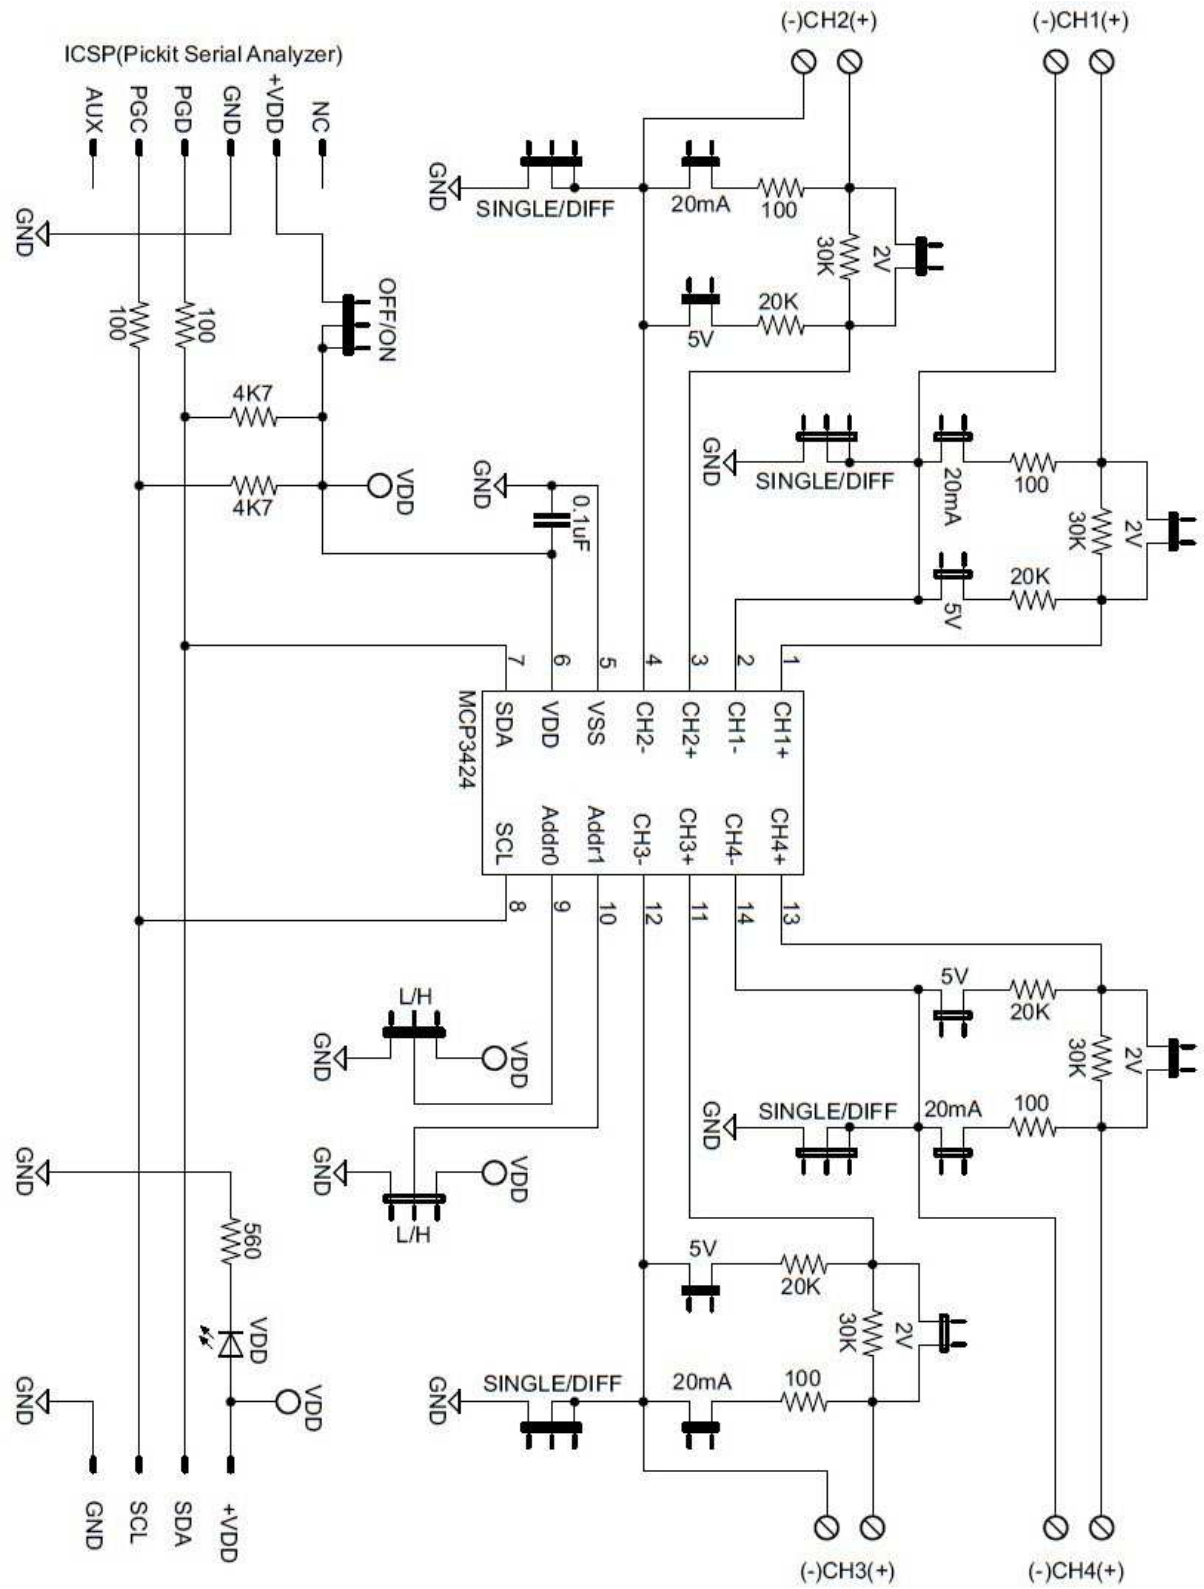 (-)CH2(+)
(-)CH1(+)
ICSP(Pickit Serial Analyzer)
AUX
PGC
PGD
GND
+VDD
NC
GND
SINGLE/DIFF
20mA
100
30K
2V
GND
OFF/ON
100
100
20K
5V
4K7
4K7
VDD
GND
0.1uF
GND
SINGLE/DIFF
20mA
100
30K
2V
20K
5V
7
6
5
4
3
2
1
MCP3424
SDA
VDD
VSS
CH2-
CH2+
CH1-
CH1+
SCL
Addr0
Addr1
CH3-
CH3+
CH4-
CH4+
8
9
10
12
11
14
13
L/H
GND
VDD
5V
20K
30K
2V
GND
SINGLE/DIFF
20mA
100
GND
GND
VDD
L/H
560
5V
20K
30K
2V
VDD
GND
VDD
GND
SINGLE/DIFF
20mA
100
GND
SCL
SDA
+VDD
(-)CH3(+)
(-)CH4(+)